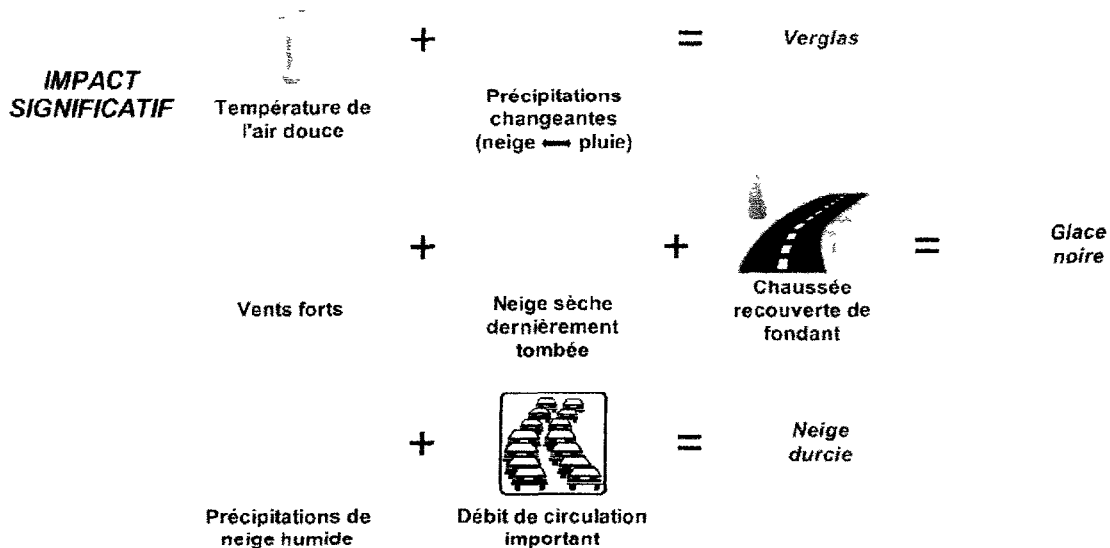 IMPACT
SIGNIFICATIF
Température de
l'air douce
+
Précipitations
changeantes
(neige ↔ pluie)
=
Verglas
Vents forts
+
Neige sèche
dernièrement
tombée
+
Chaussée
recouverte de
fondant
=
Glace
noire
Précipitations de
neige humide
+
Débit de circulation
important
=
Neige
durcie